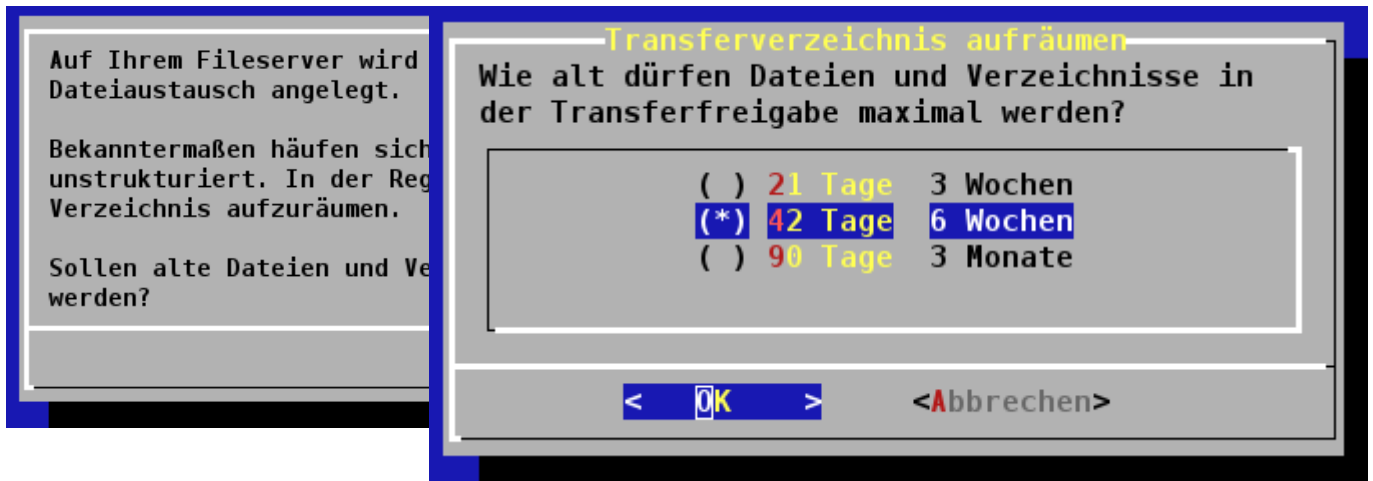 Auf Ihrem Fileserver wird
Dateiaustausch angelegt.
Bekanntermaßen häufen sich
unstrukturiert. In der Reg
Verzeichnis aufzuräumen.
Sollen alte Dateien und Ve
werden?
Transferverzeichnis aufräumen
Wie alt dürfen Dateien und Verzeichnisse in
der Transferfreigabe maximal werden?
( ) 21 Tage 3 Wochen
(*) 42 Tage 6 Wochen
( ) 90 Tage 3 Monate
< OK > <Abbrechen>